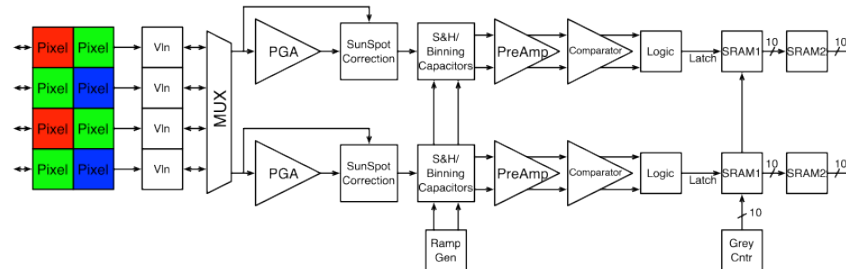 Pixel Pixel Vln
Pixel Pixel Vln
Pixel Pixel Vln
Pixel Pixel Vln
MUX
PGA
SunSpot
Correction
S&H/
Binning
Capacitors
PreAmp
Comparator
Logic
Latch
SRAM1
10
SRAM2
10
PGA
SunSpot
Correction
S&H/
Binning
Capacitors
PreAmp
Comparator
Logic
Latch
SRAM1
10
SRAM2
10
10
Ramp
Gen
Grey
Cntr